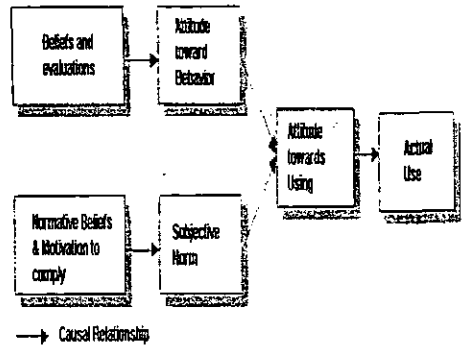 Beliefs and
evaluations
Attitude
toward
Behavior
Attitude
towards
Using
Actual
Use
Normative Beliefs
& Motivation to
comply
Subjective
Norm
Causal Relationship